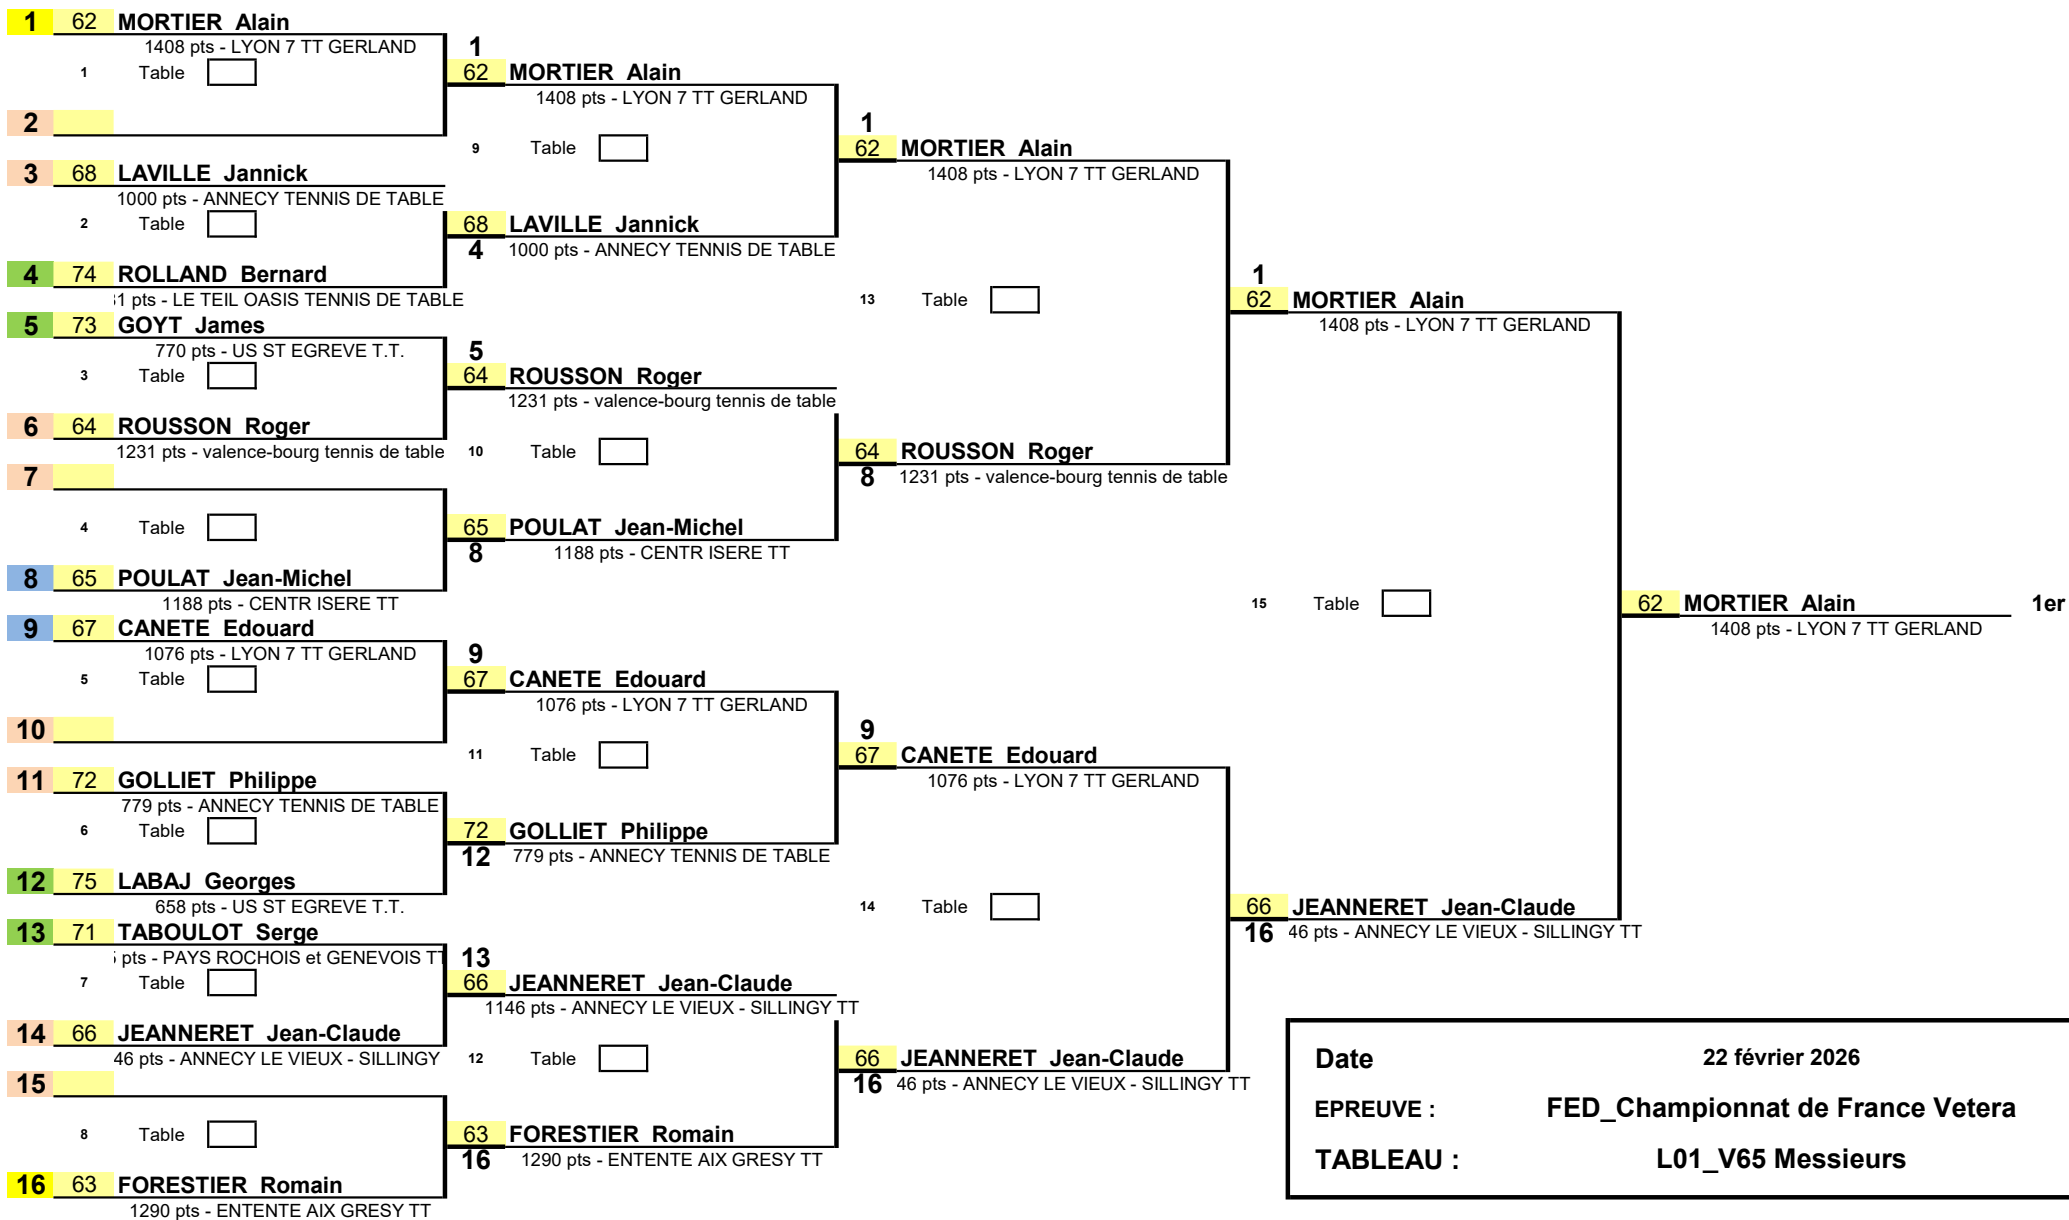 1 62 MORTIER Alain
1408 pts - LYON 7 TT GERLAND
1 Table
2
3 68 LAVILLE Jannick
1000 pts - ANNECY TENNIS DE TABLE
2 Table
4 74 ROLLAND Bernard
31 pts - LE TEIL OASIS TENNIS DE TABLE
5 73 GOYT James
770 pts - US ST EGREVE T.T.
3 Table
6 64 ROUSSON Roger
1231 pts - valence-bourg tennis de table
7
4 Table
8 65 POULAT Jean-Michel
1188 pts - CENTR ISERE TT
9 67 CANETE Edouard
1076 pts - LYON 7 TT GERLAND
5 Table
10
11 72 GOLLIET Philippe
779 pts - ANNECY TENNIS DE TABLE
6 Table
12 75 LABAJ Georges
658 pts - US ST EGREVE T.T.
13 71 TABOULOT Serge
pts - PAYS ROCHOIS et GENEVOIS TT
7 Table
14 66 JEANNERET Jean-Claude
46 pts - ANNECY LE VIEUX - SILLINGY
15
8 Table
16 63 FORESTIER Romain
1290 pts - ENTENTE AIX GRESY TT
1
62 MORTIER Alain
1408 pts - LYON 7 TT GERLAND
9 Table
68 LAVILLE Jannick
4 1000 pts - ANNECY TENNIS DE TABLE
5
64 ROUSSON Roger
1231 pts - valence-bourg tennis de table
10 Table
65 POULAT Jean-Michel
8 1188 pts - CENTR ISERE TT
9
67 CANETE Edouard
1076 pts - LYON 7 TT GERLAND
11 Table
72 GOLLIET Philippe
12 779 pts - ANNECY TENNIS DE TABLE
13
66 JEANNERET Jean-Claude
1146 pts - ANNECY LE VIEUX - SILLINGY TT
12 Table
63 FORESTIER Romain
16 1290 pts - ENTENTE AIX GRESY TT
1
62 MORTIER Alain
1408 pts - LYON 7 TT GERLAND
13 Table
64 ROUSSON Roger
8 1231 pts - valence-bourg tennis de table
9
67 CANETE Edouard
1076 pts - LYON 7 TT GERLAND
14 Table
66 JEANNERET Jean-Claude
16 46 pts - ANNECY LE VIEUX - SILLINGY TT
1
62 MORTIER Alain
1408 pts - LYON 7 TT GERLAND
15 Table
66 JEANNERET Jean-Claude
16 46 pts - ANNECY LE VIEUX - SILLINGY TT
62 MORTIER Alain 1er
1408 pts - LYON 7 TT GERLAND
Date 22 février 2026
EPREUVE : FED_Championnat de France Vetera
TABLEAU : L01_V65 Messieurs